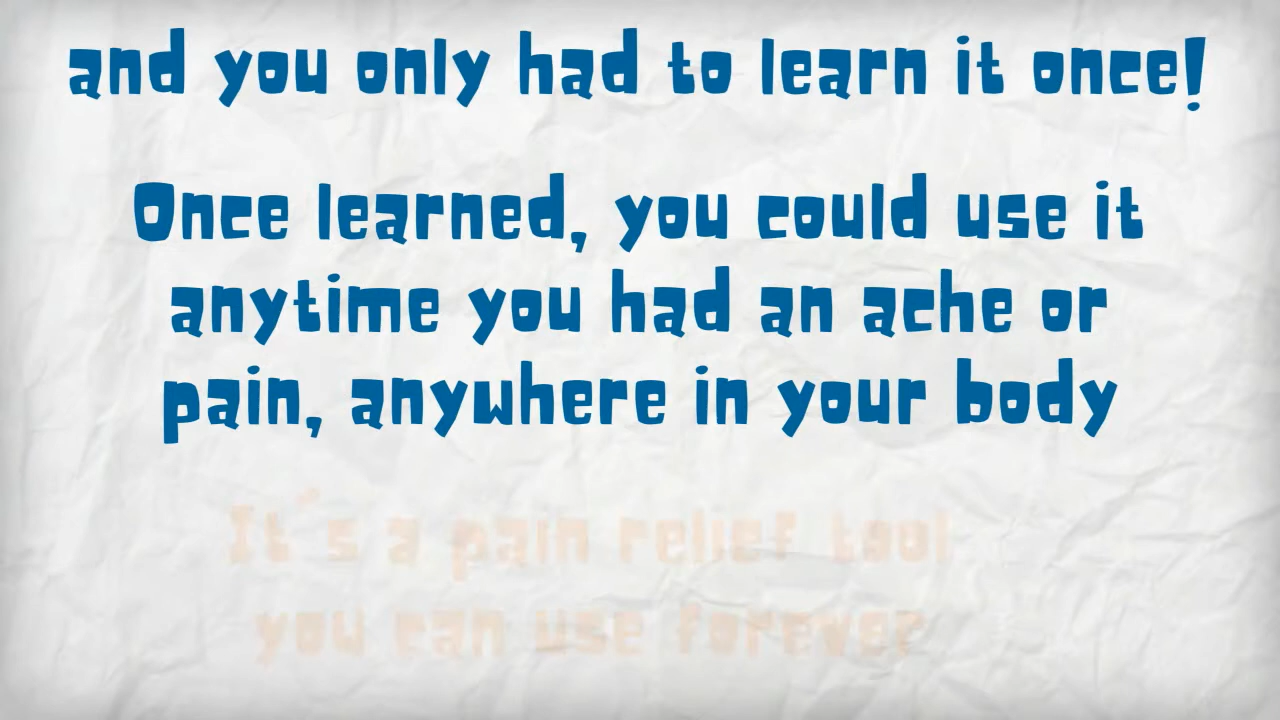 and you only had to learn it once!
Once learned, you could use it
anytime you had an ache or
pain, anywhere in your body
It's a pain relief tool
you can use forever